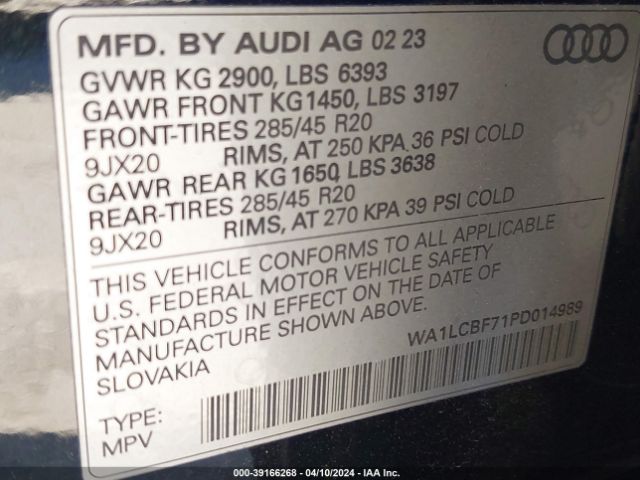 MFD. BY AUDI AG 02 23
GVWR KG 2900, LBS 6393
GAWR FRONT KG1450, LBS 3197
FRONT-TIRES 285/45 R20
9JX20 RIMS, AT 250 KPA 36 PSI COLD
GAWR REAR KG 1650, LBS 3638
REAR-TIRES 285/45 R20
9JX20 RIMS, AT 270 KPA 39 PSI COLD
THIS VEHICLE CONFORMS TO ALL APPLICABLE
U.S. FEDERAL MOTOR VEHICLE SAFETY
STANDARDS IN EFFECT ON THE DATE OF
MANUFACTURE SHOWN ABOVE.
SLOVAKIA
WA1LCBF71PD014989
TYPE:
MPV
000-39166268 - 04/10/2024 - IAA Inc.